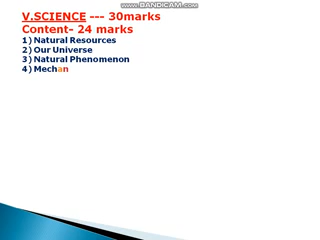 www.BANDICAM.com
V.SCIENCE --- 30marks
Content- 24 marks
1) Natural Resources
2) Our Universe
3) Natural Phenomenon
4) Mechan